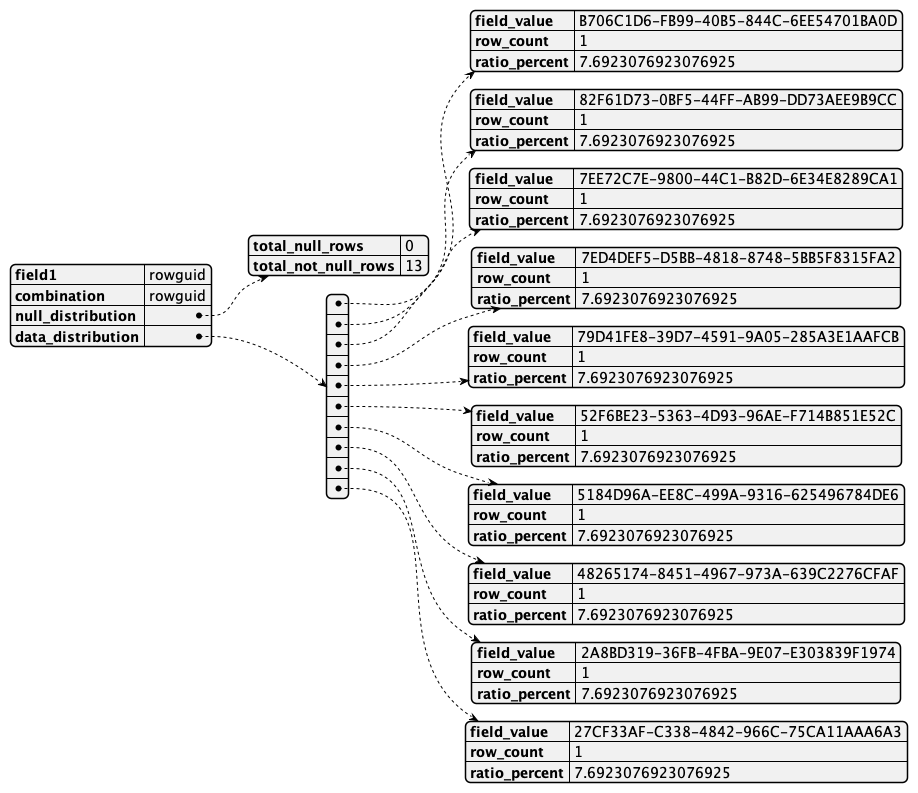 field1 rowguid
combination rowguid
null_distribution
data_distribution
total_null_rows 0
total_not_null_rows 13
field_value B706C1D6-FB99-40B5-844C-6EE54701BA0D
row_count 1
ratio_percent 7.6923076923076925
field_value 82F61D73-0BF5-44FF-AB99-DD73AEE9B9CC
row_count 1
ratio_percent 7.6923076923076925
field_value 7EE72C7E-9800-44C1-B82D-6E34E8289CA1
row_count 1
ratio_percent 7.6923076923076925
field_value 7ED4DEF5-D5BB-4818-8748-5BB5F8315FA2
row_count 1
ratio_percent 7.6923076923076925
field_value 79D41FE8-39D7-4591-9A05-285A3E1AAFCB
row_count 1
ratio_percent 7.6923076923076925
field_value 52F6BE23-5363-4D93-96AE-F714B851E52C
row_count 1
ratio_percent 7.6923076923076925
field_value 5184D96A-EE8C-499A-9316-625496784DE6
row_count 1
ratio_percent 7.6923076923076925
field_value 48265174-8451-4967-973A-639C2276CFAF
row_count 1
ratio_percent 7.6923076923076925
field_value 2A8BD319-36FB-4FBA-9E07-E303839F1974
row_count 1
ratio_percent 7.6923076923076925
field_value 27CF33AF-C338-4842-966C-75CA11AAA6A3
row_count 1
ratio_percent 7.6923076923076925